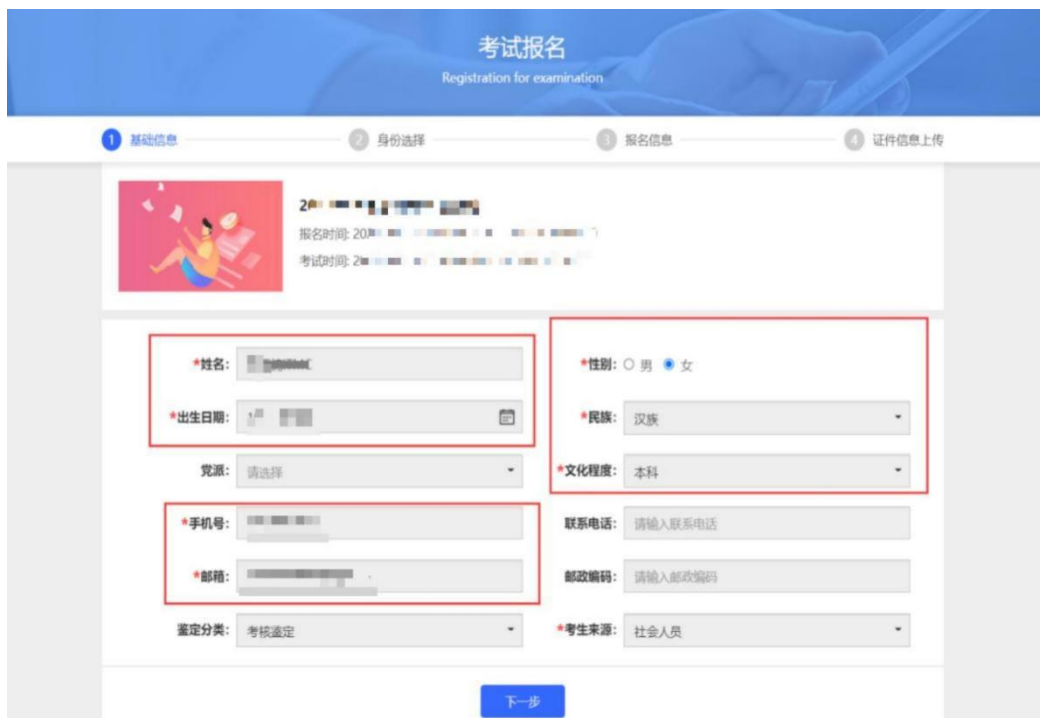 考试报名
Registration for examination
1 基础信息 2 身份选择 3 报名信息 4 证件信息上传
报名时间: 20
考试时间: 2
*姓名: *性别: 男 女
*出生日期: *民族: 汉族
党派: 请选择 *文化程度: 本科
*手机号: 联系电话: 请输入联系电话
*邮箱: 邮政编码: 请输入邮政编码
鉴定分类: 考核鉴定 *考生来源: 社会人员
下一步